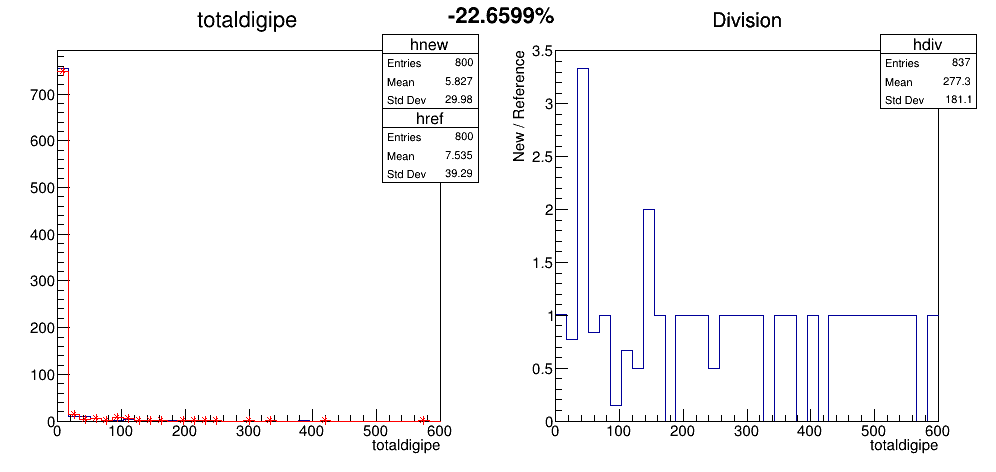 -22.6599%
totaldigipe
hnew
Entries 800
Mean 5.827
Std Dev 29.98
href
Entries 800
Mean 7.535
Std Dev 39.29
700
600
500
400
300
200
100
0
0 100 200 300 400 500 600
totaldigipe
Division
hdiv
Entries 837
Mean 277.3
Std Dev 181.1
New / Reference
3.5
3
2.5
2
1.5
1
0.5
0
0 100 200 300 400 500 600
totaldigipe